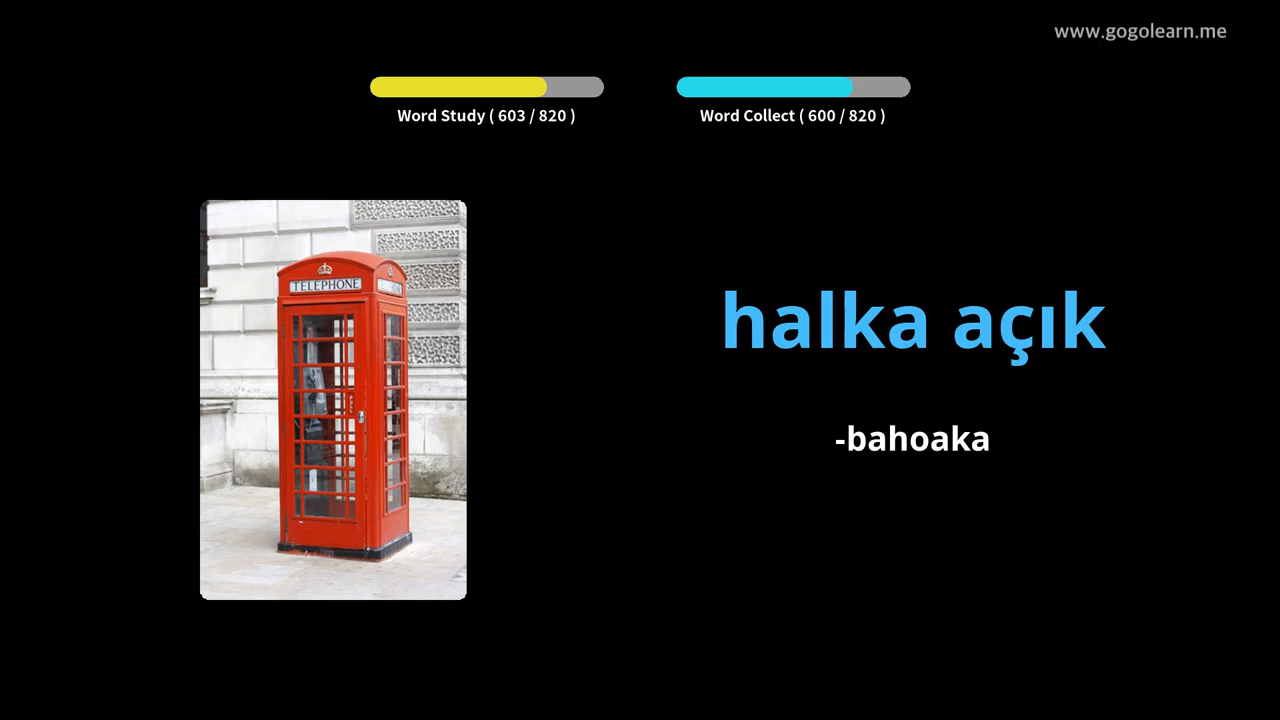 www.gogolearn.me
Word Study ( 603 / 820 )
Word Collect ( 600 / 820 )
TELEPHONE
halka açık
-bahoaka